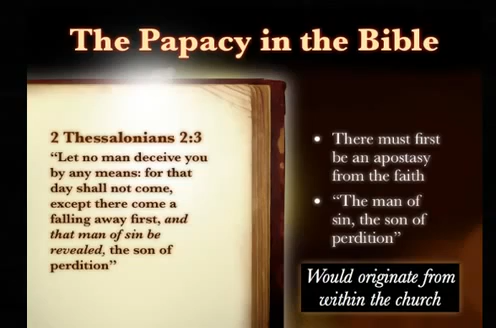 The Papacy in the Bible
2 Thessalonians 2:3
“Let no man deceive you
by any means: for that
day shall not come,
except there come a
falling away first, and
that man of sin be
revealed, the son of
perdition”
• There must first
be an apostasy
from the faith
• “The man of
sin, the son of
perdition”
Would originate from
within the church